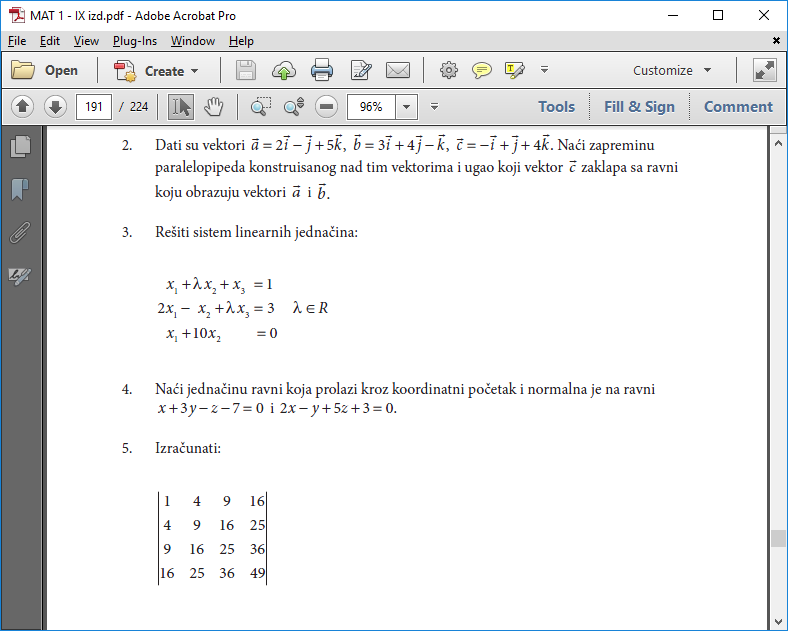 MAT 1 - IX izd.pdf - Adobe Acrobat Pro
File Edit View Plug-Ins Window Help
Open Create Customize
191 / 224 96% Tools Fill & Sign Comment
2. Dati su vektori a⃗ = 2i⃗ − j⃗ + 5k⃗, b⃗ = 3i⃗ + 4j⃗ − k⃗, c⃗ = −i⃗ + j⃗ + 4k⃗. Naći zapreminu
paralelopipeda konstruisanog nad tim vektorima i ugao koji vektor c⃗ zaklapa sa ravni
koju obrazuju vektori a⃗ i b⃗.
3. Rešiti sistem linearnih jednačina:
x₁ + λx₂ + x₃ = 1
2x₁ − x₂ + λx₃ = 3 λ ∈ R
x₁ + 10x₂ = 0
4. Naći jednačinu ravni koja prolazi kroz koordinatni početak i normalna je na ravni
x + 3y − z − 7 = 0 i 2x − y + 5z + 3 = 0.
5. Izračunati:
1 4 9 16
4 9 16 25
9 16 25 36
16 25 36 49